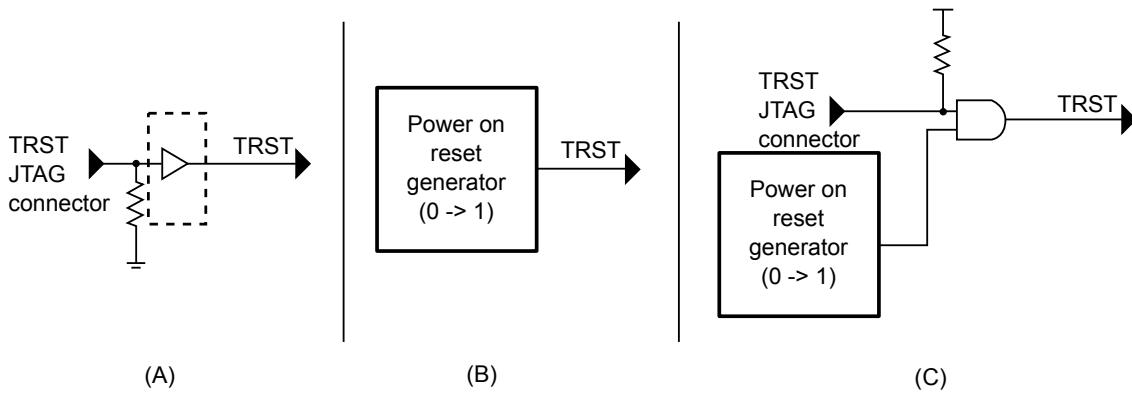 TRST
JTAG
connector
TRST
(A)
Power on
reset
generator
(0 -> 1)
TRST
(B)
TRST
JTAG
connector
TRST
Power on
reset
generator
(0 -> 1)
(C)